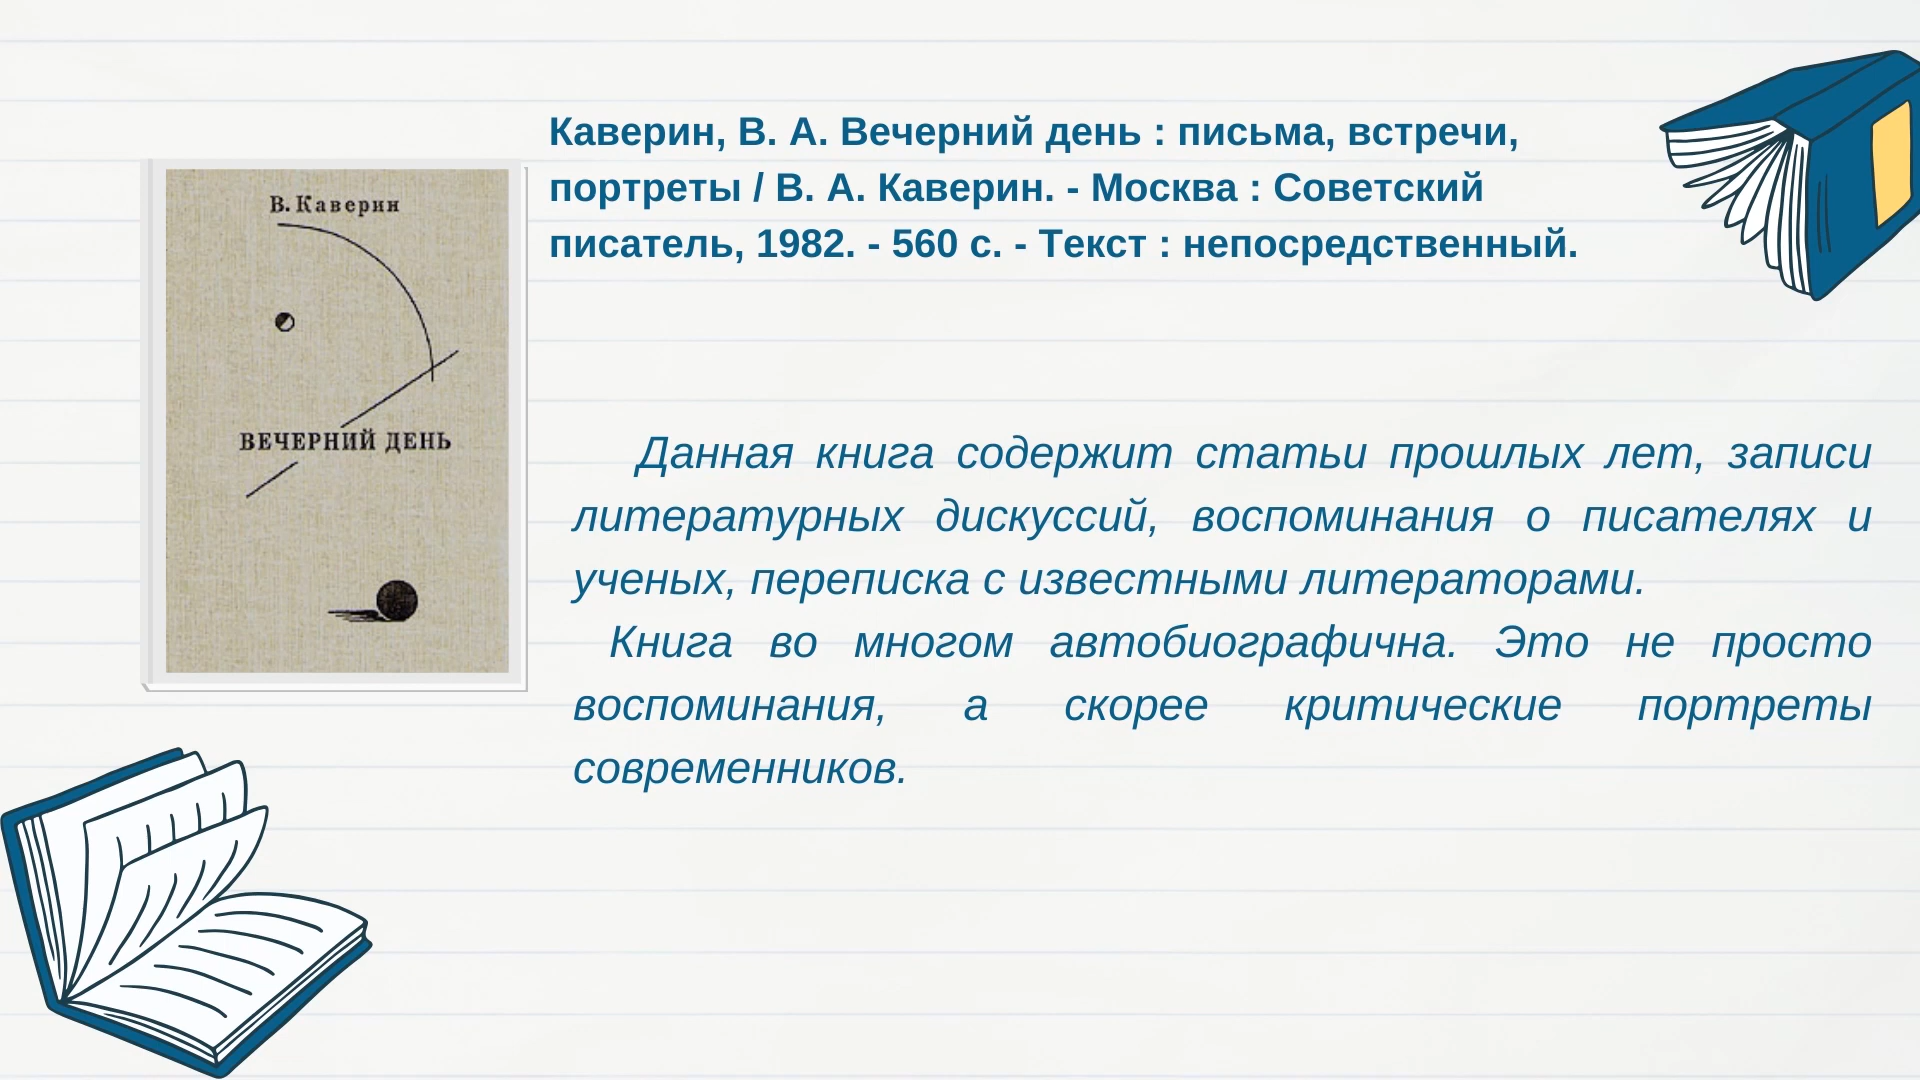 Каверин, В. А. Вечерний день : письма, встречи,
портреты / В. А. Каверин. - Москва : Советский
писатель, 1982. - 560 с. - Текст : непосредственный.
В. Каверин
ВЕЧЕРНИЙ ДЕНЬ
Данная книга содержит статьи прошлых лет, записи
литературных дискуссий, воспоминания о писателях и
ученых, переписка с известными литераторами.
Книга во многом автобиографична. Это не просто
воспоминания, а скорее критические портреты
современников.